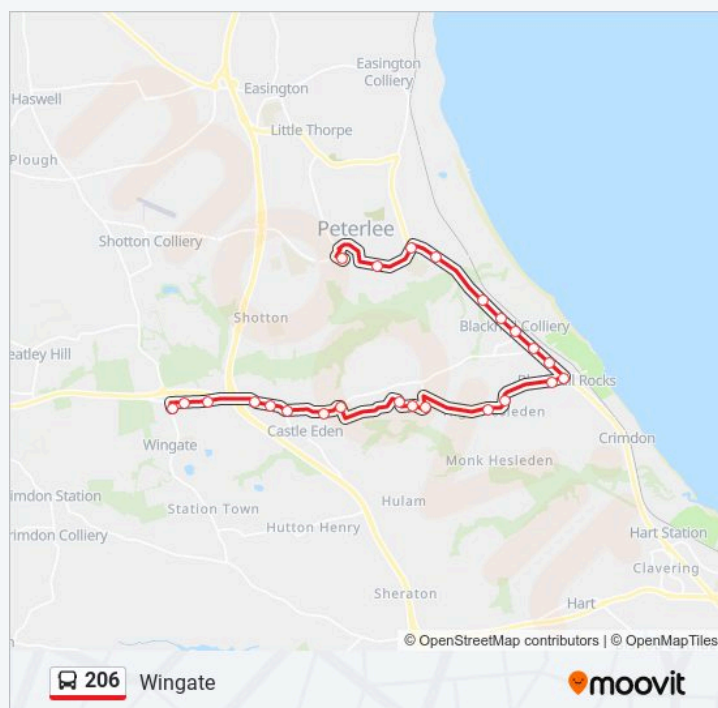 Easington
Colliery
Haswell
Easington
Little Thorpe
Plough
Peterlee
Shotton Colliery
Shotton
Blackhall Colliery
eatley Hill
Rocks
Hesleden
Castle Eden
Wingate
Crimdon
Monk Hesleden
Station Town
Hulam
imdon Station
Hutton Henry
Hart Station
rimdon Colliery
Clavering
Sheraton
Hart
© OpenStreetMap contributors | © OpenMapTiles
206 Wingate
moovit